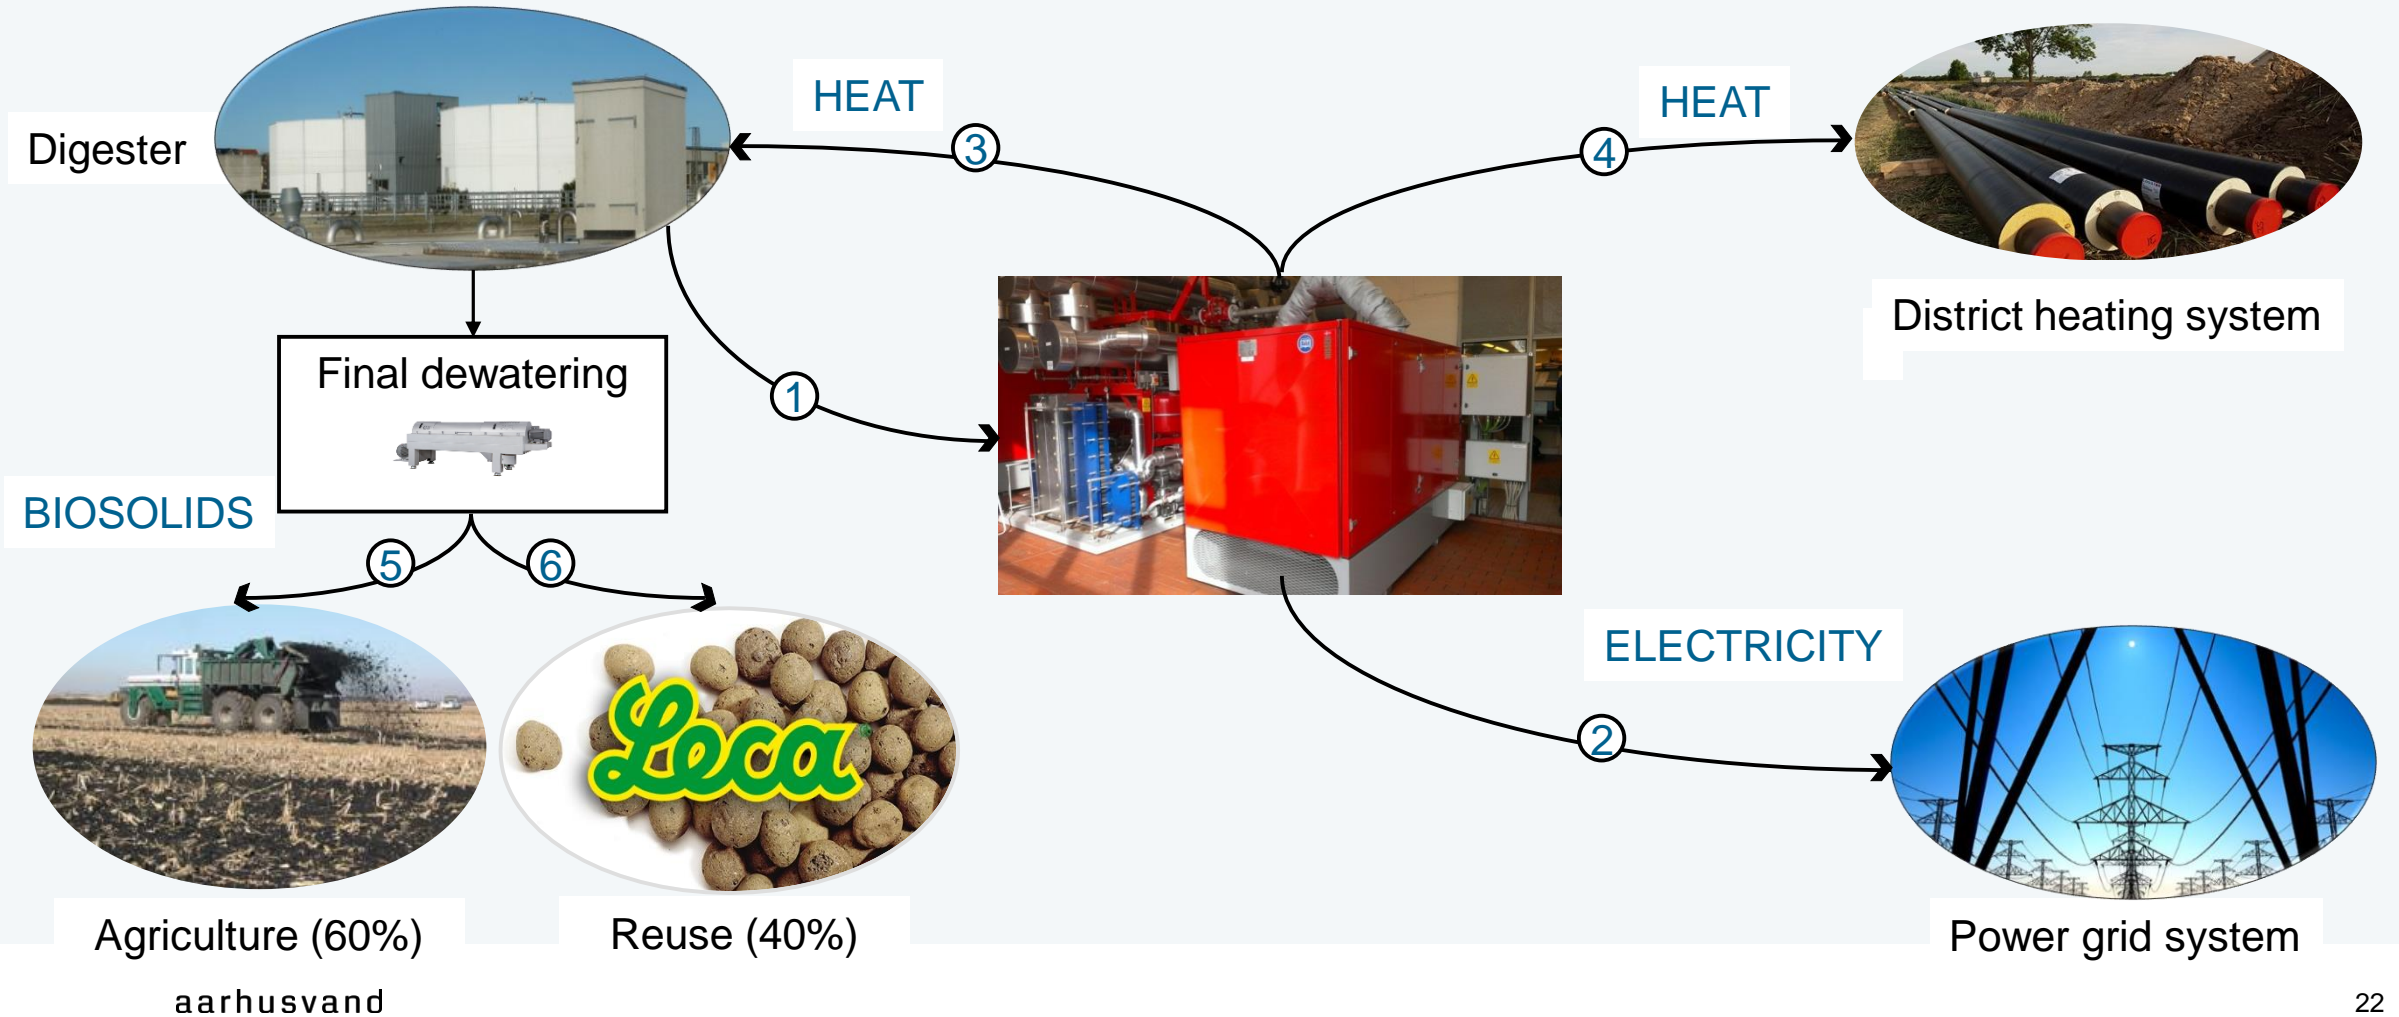 HEAT
HEAT
Digester
3
4
District heating system
Final dewatering
1
BIOSOLIDS
5
6
ELECTRICITY
Leca
2
Agriculture (60%)
Reuse (40%)
Power grid system
aarhusvand
22